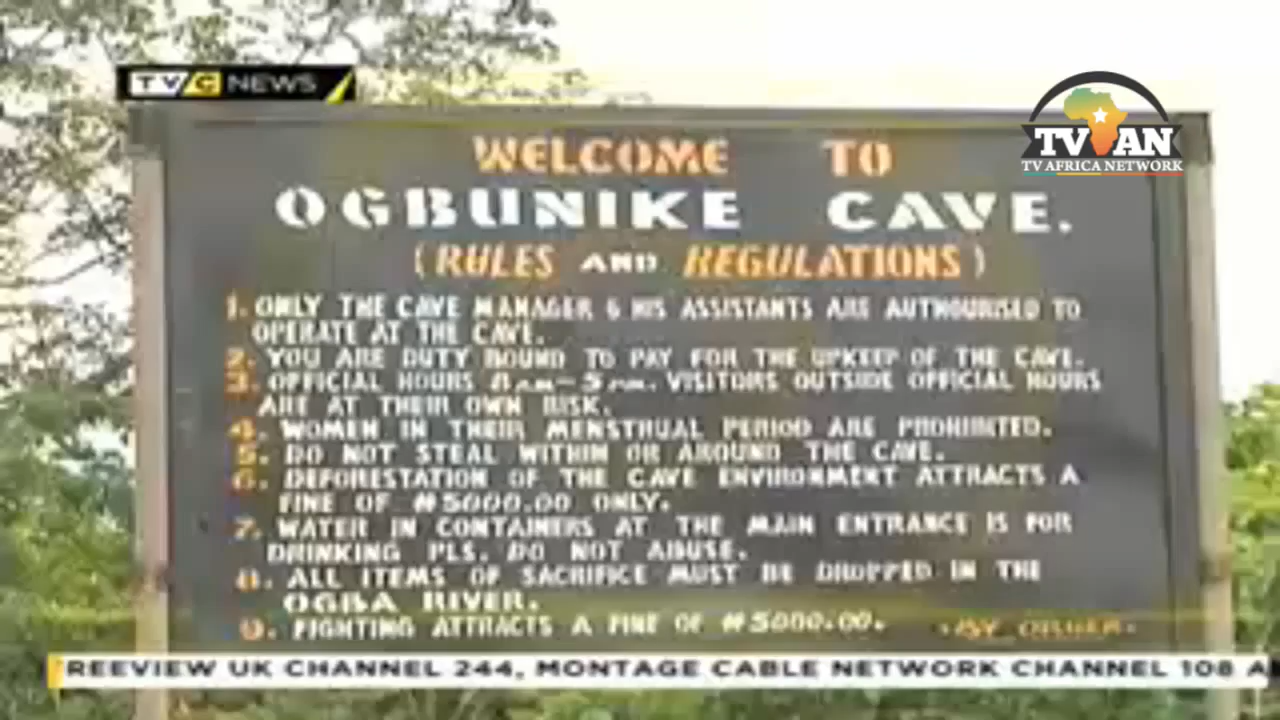 TVC NEWS
TV AN
TV AFRICA NETWORK
WELCOME TO
OGBUNIKE CAVE.
(RULES AND REGULATIONS)
1. ONLY THE CAVE MANAGER & HIS ASSISTANTS ARE AUTHOURISED TO
OPERATE AT THE CAVE.
2. YOU ARE DUTY BOUND TO PAY FOR THE UPKEEP OF THE CAVE.
3. OFFICIAL HOURS 8AM-5PM. VISITORS OUTSIDE OFFICIAL HOURS
ARE AT THEIR OWN RISK.
4. WOMEN IN THEIR MENSTRUAL PERIOD ARE PROHIBITED.
5. DO NOT STEAL WITHIN OR AROUND THE CAVE.
6. DEFORESTATION OF THE CAVE ENVIRONMENT ATTRACTS A
FINE OF ₦5000.00 ONLY.
7. WATER IN CONTAINERS AT THE MAIN ENTRANCE IS FOR
DRINKING PLS. DO NOT ABUSE.
8. ALL ITEMS OF SACRIFICE MUST BE DROPPED IN THE
OGBA RIVER.
9. FIGHTING ATTRACTS A FINE OF ₦5000.00.
-BY ORDER-
REEVIEW UK CHANNEL 244, MONTAGE CABLE NETWORK CHANNEL 108 A